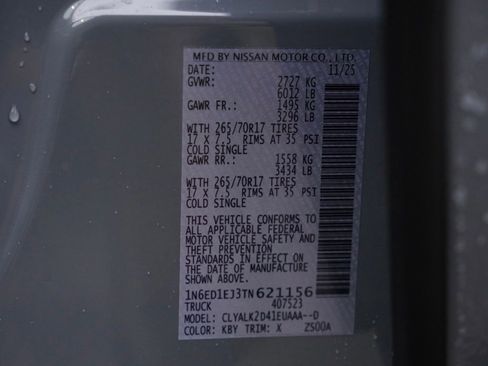 MFD BY NISSAN MOTOR CO., LTD.
DATE: 11/25
GVWR: 2727 KG
6012 LB
GAWR FR.: 1495 KG
3296 LB
WITH 265/70R17 TIRES
17 X 7.5 RIMS AT 35 PSI
COLD SINGLE
GAWR RR.: 1558 KG
3434 LB
WITH 265/70R17 TIRES
17 X 7.5 RIMS AT 35 PSI
COLD SINGLE
THIS VEHICLE CONFORMS TO
ALL APPLICABLE FEDERAL
MOTOR VEHICLE SAFETY AND
THEFT PREVENTION
STANDARDS IN EFFECT ON
THE DATE OF MANUFACTURE
SHOWN ABOVE.
1N6ED1EJ3TN621156
TRUCK 407523
MODEL: CLYALK2D41EUAAA--D
COLOR: KBY TRIM: X Z500A